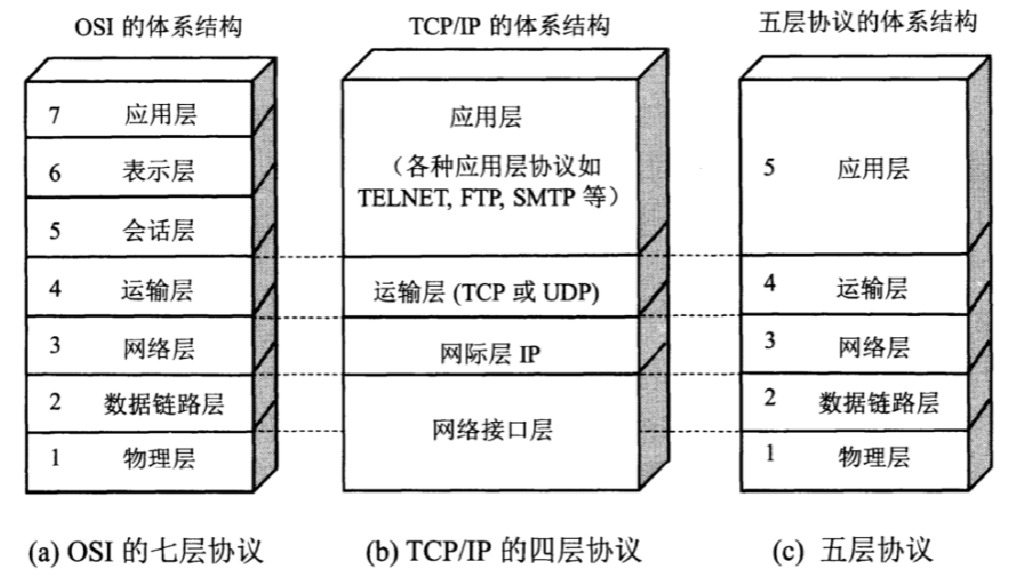 OSI 的体系结构
7 应用层
6 表示层
5 会话层
4 运输层
3 网络层
2 数据链路层
1 物理层
(a) OSI 的七层协议
TCP/IP 的体系结构
应用层
（各种应用层协议如
TELNET, FTP, SMTP 等）
运输层 (TCP 或 UDP)
网际层 IP
网络接口层
(b) TCP/IP 的四层协议
五层协议的体系结构
5 应用层
4 运输层
3 网络层
2 数据链路层
1 物理层
(c) 五层协议